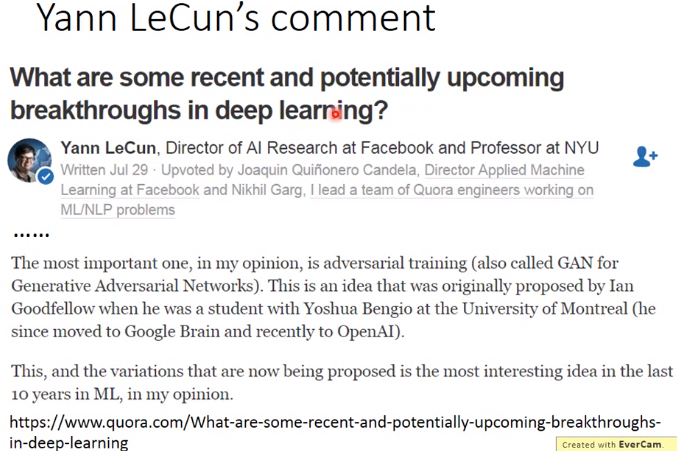 Yann LeCun's comment
What are some recent and potentially upcoming
breakthroughs in deep learning?
Yann LeCun, Director of AI Research at Facebook and Professor at NYU
Written Jul 29 · Upvoted by Joaquin Quiñonero Candela, Director Applied Machine
Learning at Facebook and Nikhil Garg, I lead a team of Quora engineers working on
ML/NLP problems
......
The most important one, in my opinion, is adversarial training (also called GAN for
Generative Adversarial Networks). This is an idea that was originally proposed by Ian
Goodfellow when he was a student with Yoshua Bengio at the University of Montreal (he
since moved to Google Brain and recently to OpenAI).
This, and the variations that are now being proposed is the most interesting idea in the last
10 years in ML, in my opinion.
https://www.quora.com/What-are-some-recent-and-potentially-upcoming-breakthroughs-
in-deep-learning
Created with EverCam.